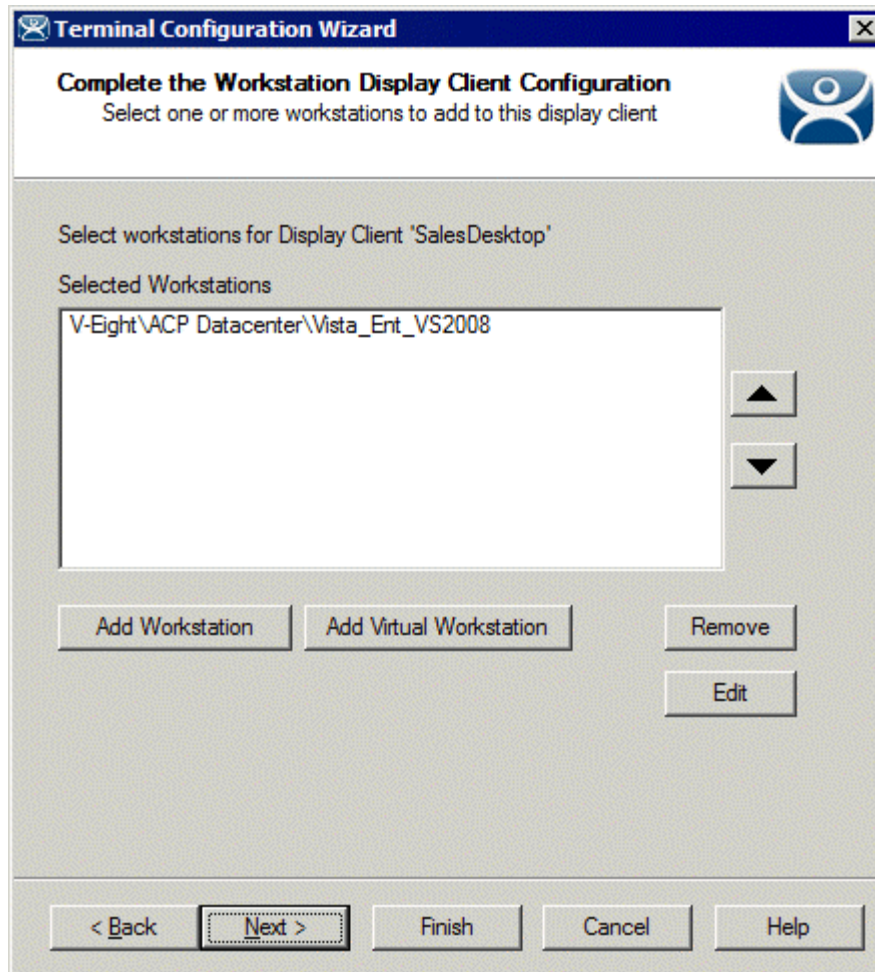 Terminal Configuration Wizard
Complete the Workstation Display Client Configuration
Select one or more workstations to add to this display client
Select workstations for Display Client 'SalesDesktop'
Selected Workstations
V-Eight\ACP Datacenter\Vista_Ent_VS2008
Add Workstation Add Virtual Workstation Remove
Edit
< Back Next > Finish Cancel Help